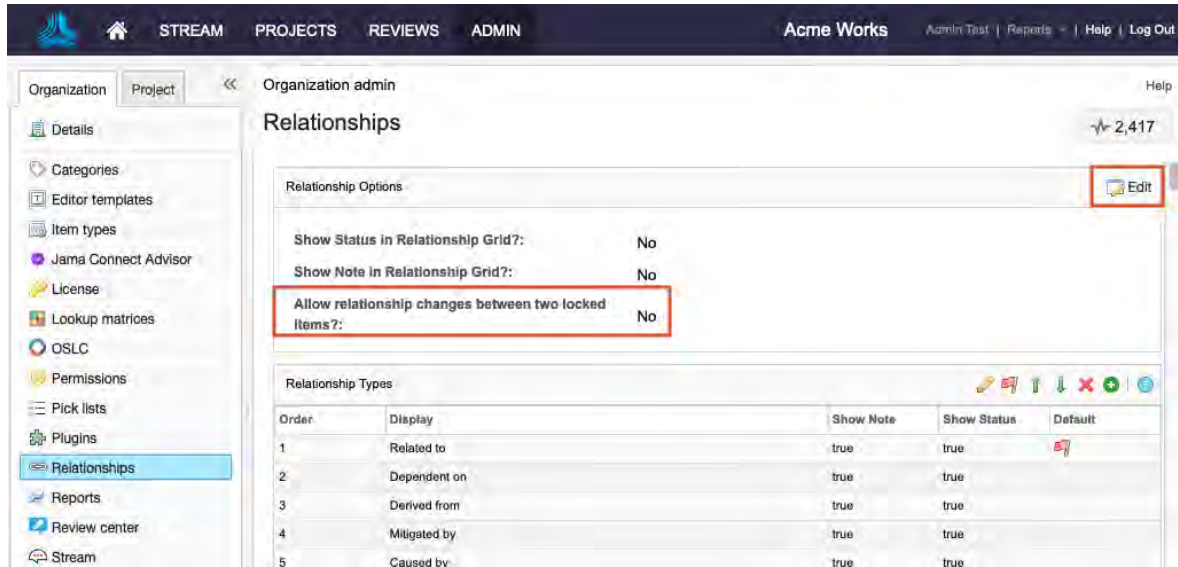 STREAM PROJECTS REVIEWS ADMIN Acme Works Admin Test | Reports | Help | Log Out
Organization Project « Organization admin Help
Details
Relationships
2,417
Categories
Editor templates
Item types
Jama Connect Advisor
License
Lookup matrices
OSLC
Permissions
Pick lists
Plugins
Relationships
Reports
Review center
Stream
Relationship Options Edit
Show Status in Relationship Grid?: No
Show Note in Relationship Grid?: No
Allow relationship changes between two locked
items?: No
Relationship Types
Order Display Show Note Show Status Default
1 Related to true true
2 Dependent on true true
3 Derived from true true
4 Mitigated by true true
5 Caused by true true